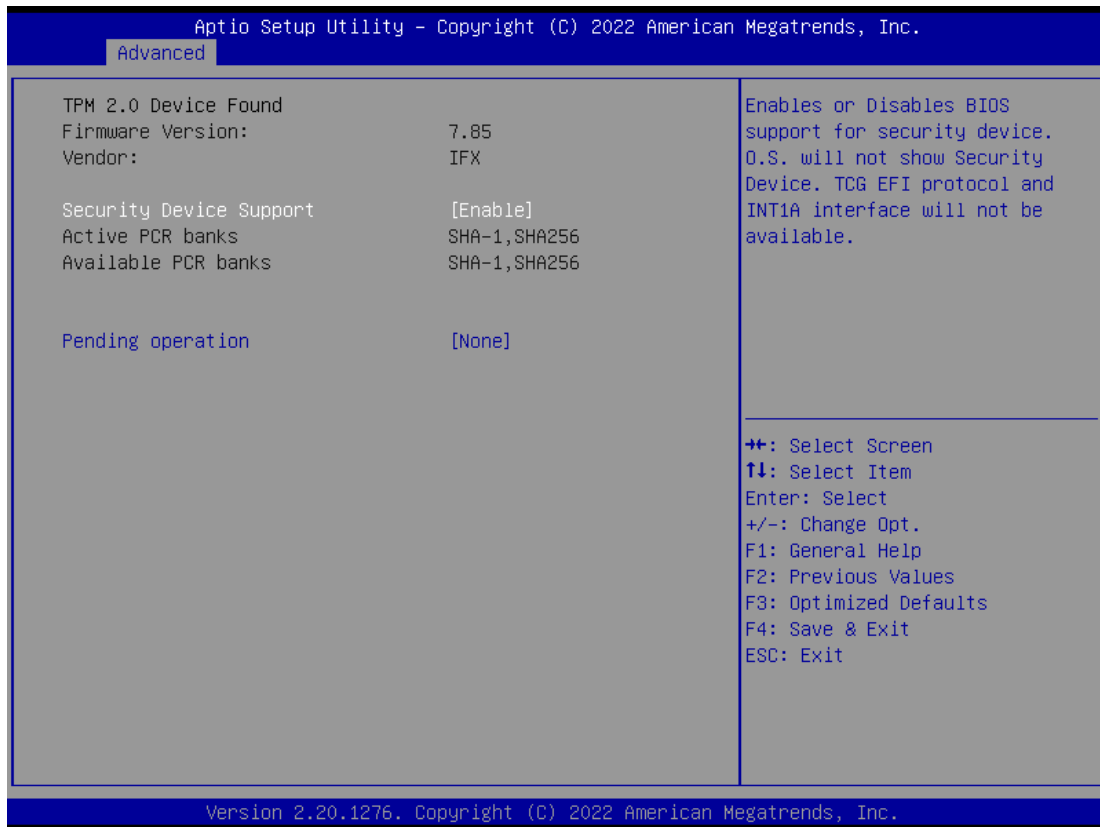 Aptio Setup Utility – Copyright (C) 2022 American Megatrends, Inc.
Advanced
TPM 2.0 Device Found
Firmware Version: 7.85
Vendor: IFX
Security Device Support [Enable]
Active PCR banks SHA-1,SHA256
Available PCR banks SHA-1,SHA256
Pending operation [None]
Enables or Disables BIOS
support for security device.
O.S. will not show Security
Device. TCG EFI protocol and
INT1A interface will not be
available.
→←: Select Screen
↑↓: Select Item
Enter: Select
+/-: Change Opt.
F1: General Help
F2: Previous Values
F3: Optimized Defaults
F4: Save & Exit
ESC: Exit
Version 2.20.1276. Copyright (C) 2022 American Megatrends, Inc.